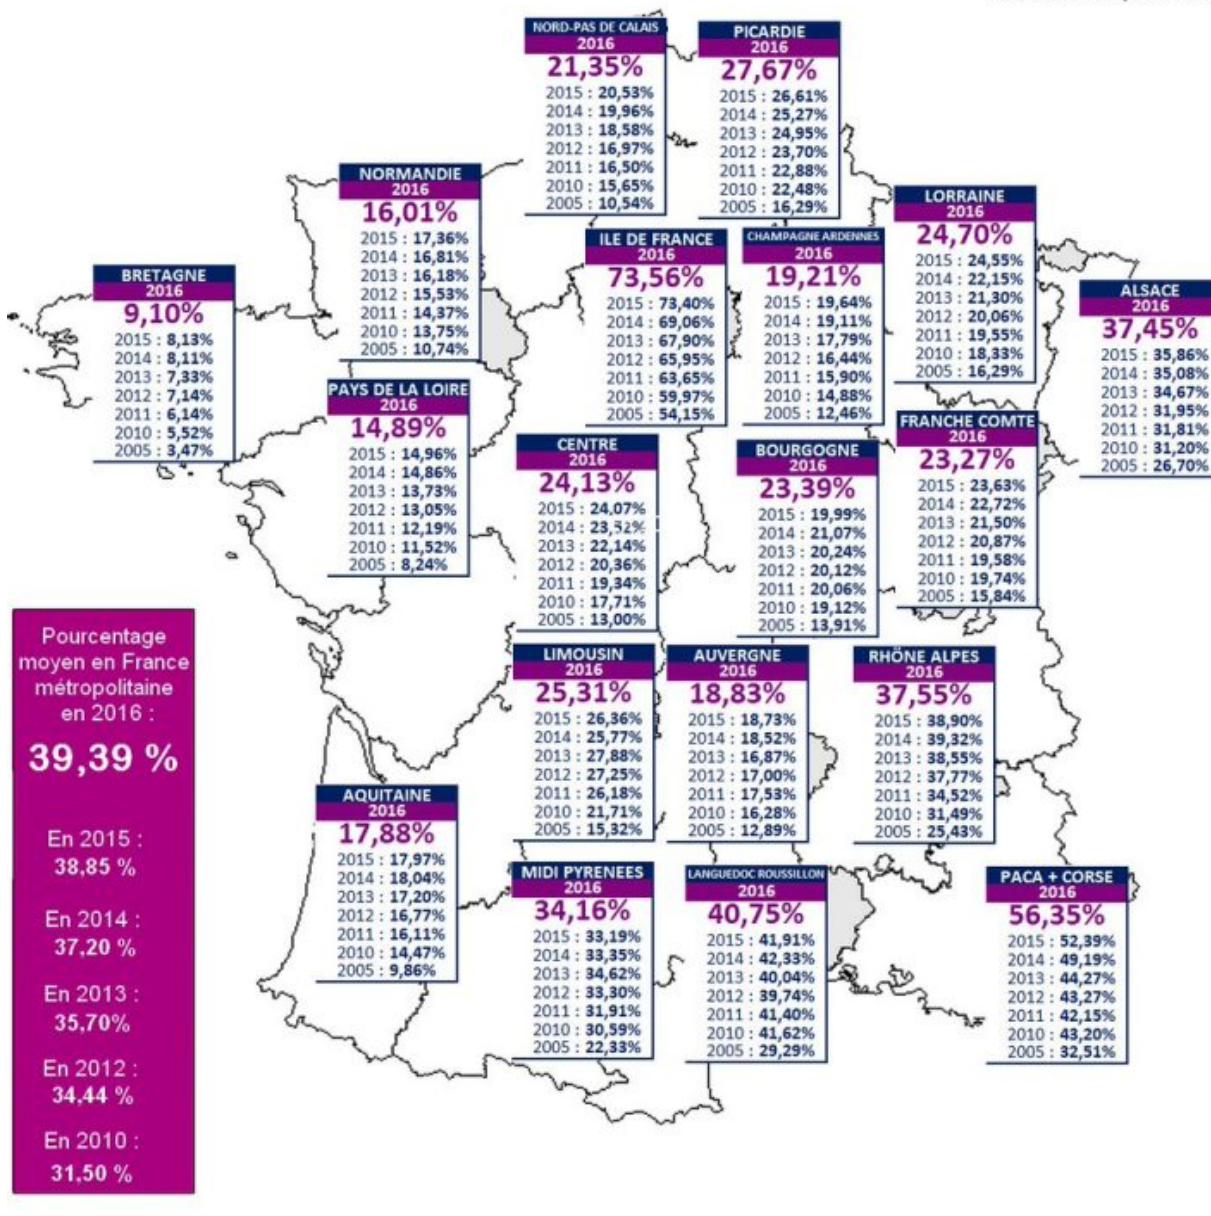 NORD-PAS DE CALAIS
2016
21,35%
2015 : 20,53%
2014 : 19,96%
2013 : 18,58%
2012 : 16,97%
2011 : 16,50%
2010 : 15,65%
2005 : 10,54%
PICARDIE
2016
27,67%
2015 : 26,61%
2014 : 25,27%
2013 : 24,95%
2012 : 23,70%
2011 : 22,88%
2010 : 22,48%
2005 : 16,29%
NORMANDIE
2016
16,01%
2015 : 17,36%
2014 : 16,81%
2013 : 16,18%
2012 : 15,53%
2011 : 14,37%
2010 : 13,75%
2005 : 10,74%
LORRAINE
2016
24,70%
2015 : 24,55%
2014 : 22,15%
2013 : 21,30%
2012 : 20,06%
2011 : 19,55%
2010 : 18,33%
2005 : 16,29%
ILE DE FRANCE
2016
73,56%
2015 : 73,40%
2014 : 69,06%
2013 : 67,90%
2012 : 65,95%
2011 : 63,65%
2010 : 59,97%
2005 : 54,15%
CHAMPAGNE ARDENNES
2016
19,21%
2015 : 19,64%
2014 : 19,11%
2013 : 17,79%
2012 : 16,44%
2011 : 15,90%
2010 : 14,88%
2005 : 12,46%
BRETAGNE
2016
9,10%
2015 : 8,13%
2014 : 8,11%
2013 : 7,33%
2012 : 7,14%
2011 : 6,14%
2010 : 5,52%
2005 : 3,47%
ALSACE
2016
37,45%
2015 : 35,86%
2014 : 35,08%
2013 : 34,67%
2012 : 31,95%
2011 : 31,81%
2010 : 31,20%
2005 : 26,70%
PAYS DE LA LOIRE
2016
14,89%
2015 : 14,96%
2014 : 14,86%
2013 : 13,73%
2012 : 13,05%
2011 : 12,19%
2010 : 11,52%
2005 : 8,24%
FRANCHE COMTE
2016
23,27%
2015 : 23,63%
2014 : 22,72%
2013 : 21,50%
2012 : 20,87%
2011 : 19,58%
2010 : 19,74%
2005 : 15,84%
CENTRE
2016
24,13%
2015 : 24,07%
2014 :
2013 : 22,14%
2012 : 20,36%
2011 : 19,34%
2010 : 17,71%
2005 : 13,00%
BOURGOGNE
2016
23,39%
2015 : 19,99%
2014 : 21,07%
2013 : 20,24%
2012 : 20,12%
2011 : 20,06%
2010 : 19,12%
2005 : 13,91%
Pourcentage
moyen en France
métropolitaine
en 2016 :
39,39 %
En 2015 :
38,85 %
En 2014 :
37,20 %
En 2013 :
35,70%
En 2012 :
34,44 %
En 2010 :
31,50 %
LIMOUSIN
2016
25,31%
2015 : 26,36%
2014 : 25,77%
2013 : 27,88%
2012 : 27,25%
2011 : 26,18%
2010 : 21,71%
2005 : 15,32%
AUVERGNE
2016
18,83%
2015 : 18,73%
2014 : 18,52%
2013 : 16,87%
2012 : 17,00%
2011 : 17,53%
2010 : 16,28%
2005 : 12,89%
RHÔNE ALPES
2016
37,55%
2015 : 38,90%
2014 : 39,32%
2013 : 38,55%
2012 : 37,77%
2011 : 34,52%
2010 : 31,49%
2005 : 25,43%
AQUITAINE
2016
17,88%
2015 : 17,97%
2014 : 18,04%
2013 : 17,20%
2012 : 16,77%
2011 : 16,11%
2010 : 14,47%
2005 : 9,86%
MIDI PYRENEES
2016
34,16%
2015 : 33,19%
2014 : 33,35%
2013 : 34,62%
2012 : 33,30%
2011 : 31,91%
2010 : 30,59%
2005 : 22,33%
LANGUEDOC ROUSSILLON
2016
40,75%
2015 : 41,91%
2014 : 42,33%
2013 : 40,04%
2012 : 39,74%
2011 : 41,40%
2010 : 41,62%
2005 : 29,29%
PACA + CORSE
2016
56,35%
2015 : 52,39%
2014 : 49,19%
2013 : 44,27%
2012 : 43,27%
2011 : 42,15%
2010 : 43,20%
2005 : 32,51%